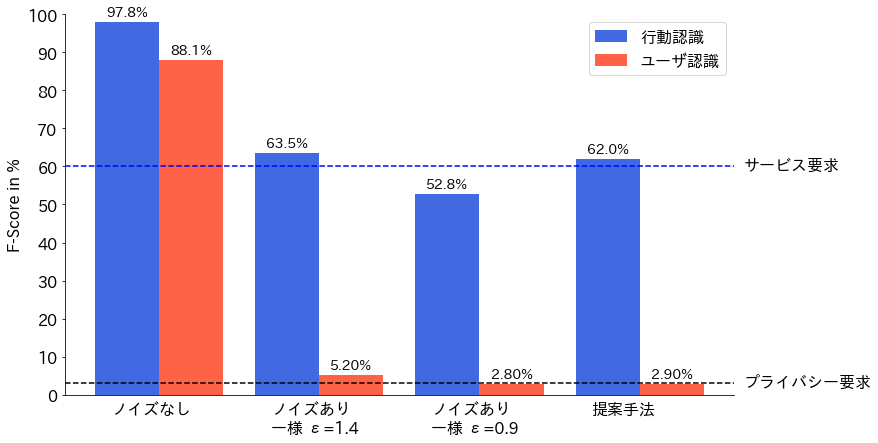 97.8%
88.1%
63.5%
5.20%
52.8%
2.80%
62.0%
2.90%
行動認識
ユーザ認識
サービス要求
プライバシー要求
F-Score in %
100
90
80
70
60
50
40
30
20
10
0
ノイズなし
ノイズあり
一様 ε=1.4
ノイズあり
一様 ε=0.9
提案手法